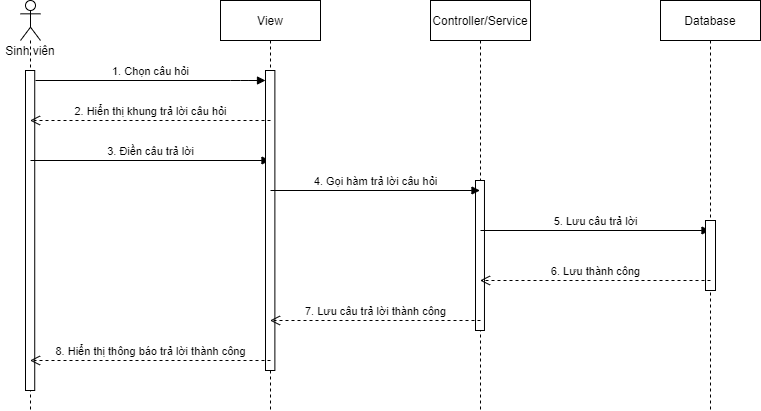 View
Controller/Service
Database
Sinh viên
1. Chọn câu hỏi
2. Hiển thị khung trả lời câu hỏi
3. Điền câu trả lời
4. Gọi hàm trả lời câu hỏi
5. Lưu câu trả lời
6. Lưu thành công
7. Lưu câu trả lời thành công
8. Hiển thị thông báo trả lời thành công